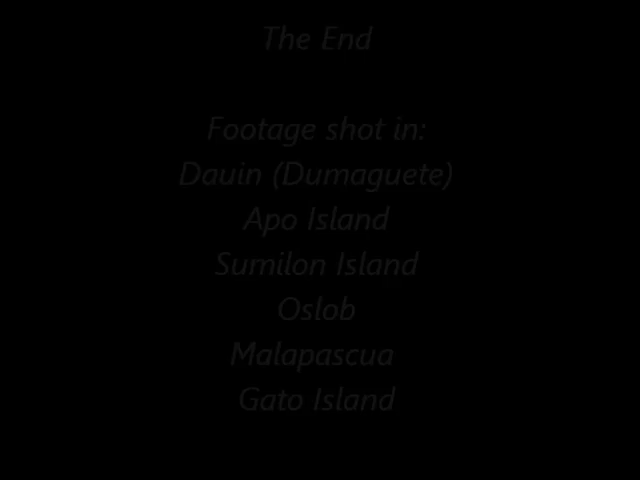 The End
Footage shot in:
Dauin (Dumaguete)
Apo Island
Sumilon Island
Oslob
Malapascua
Gato Island